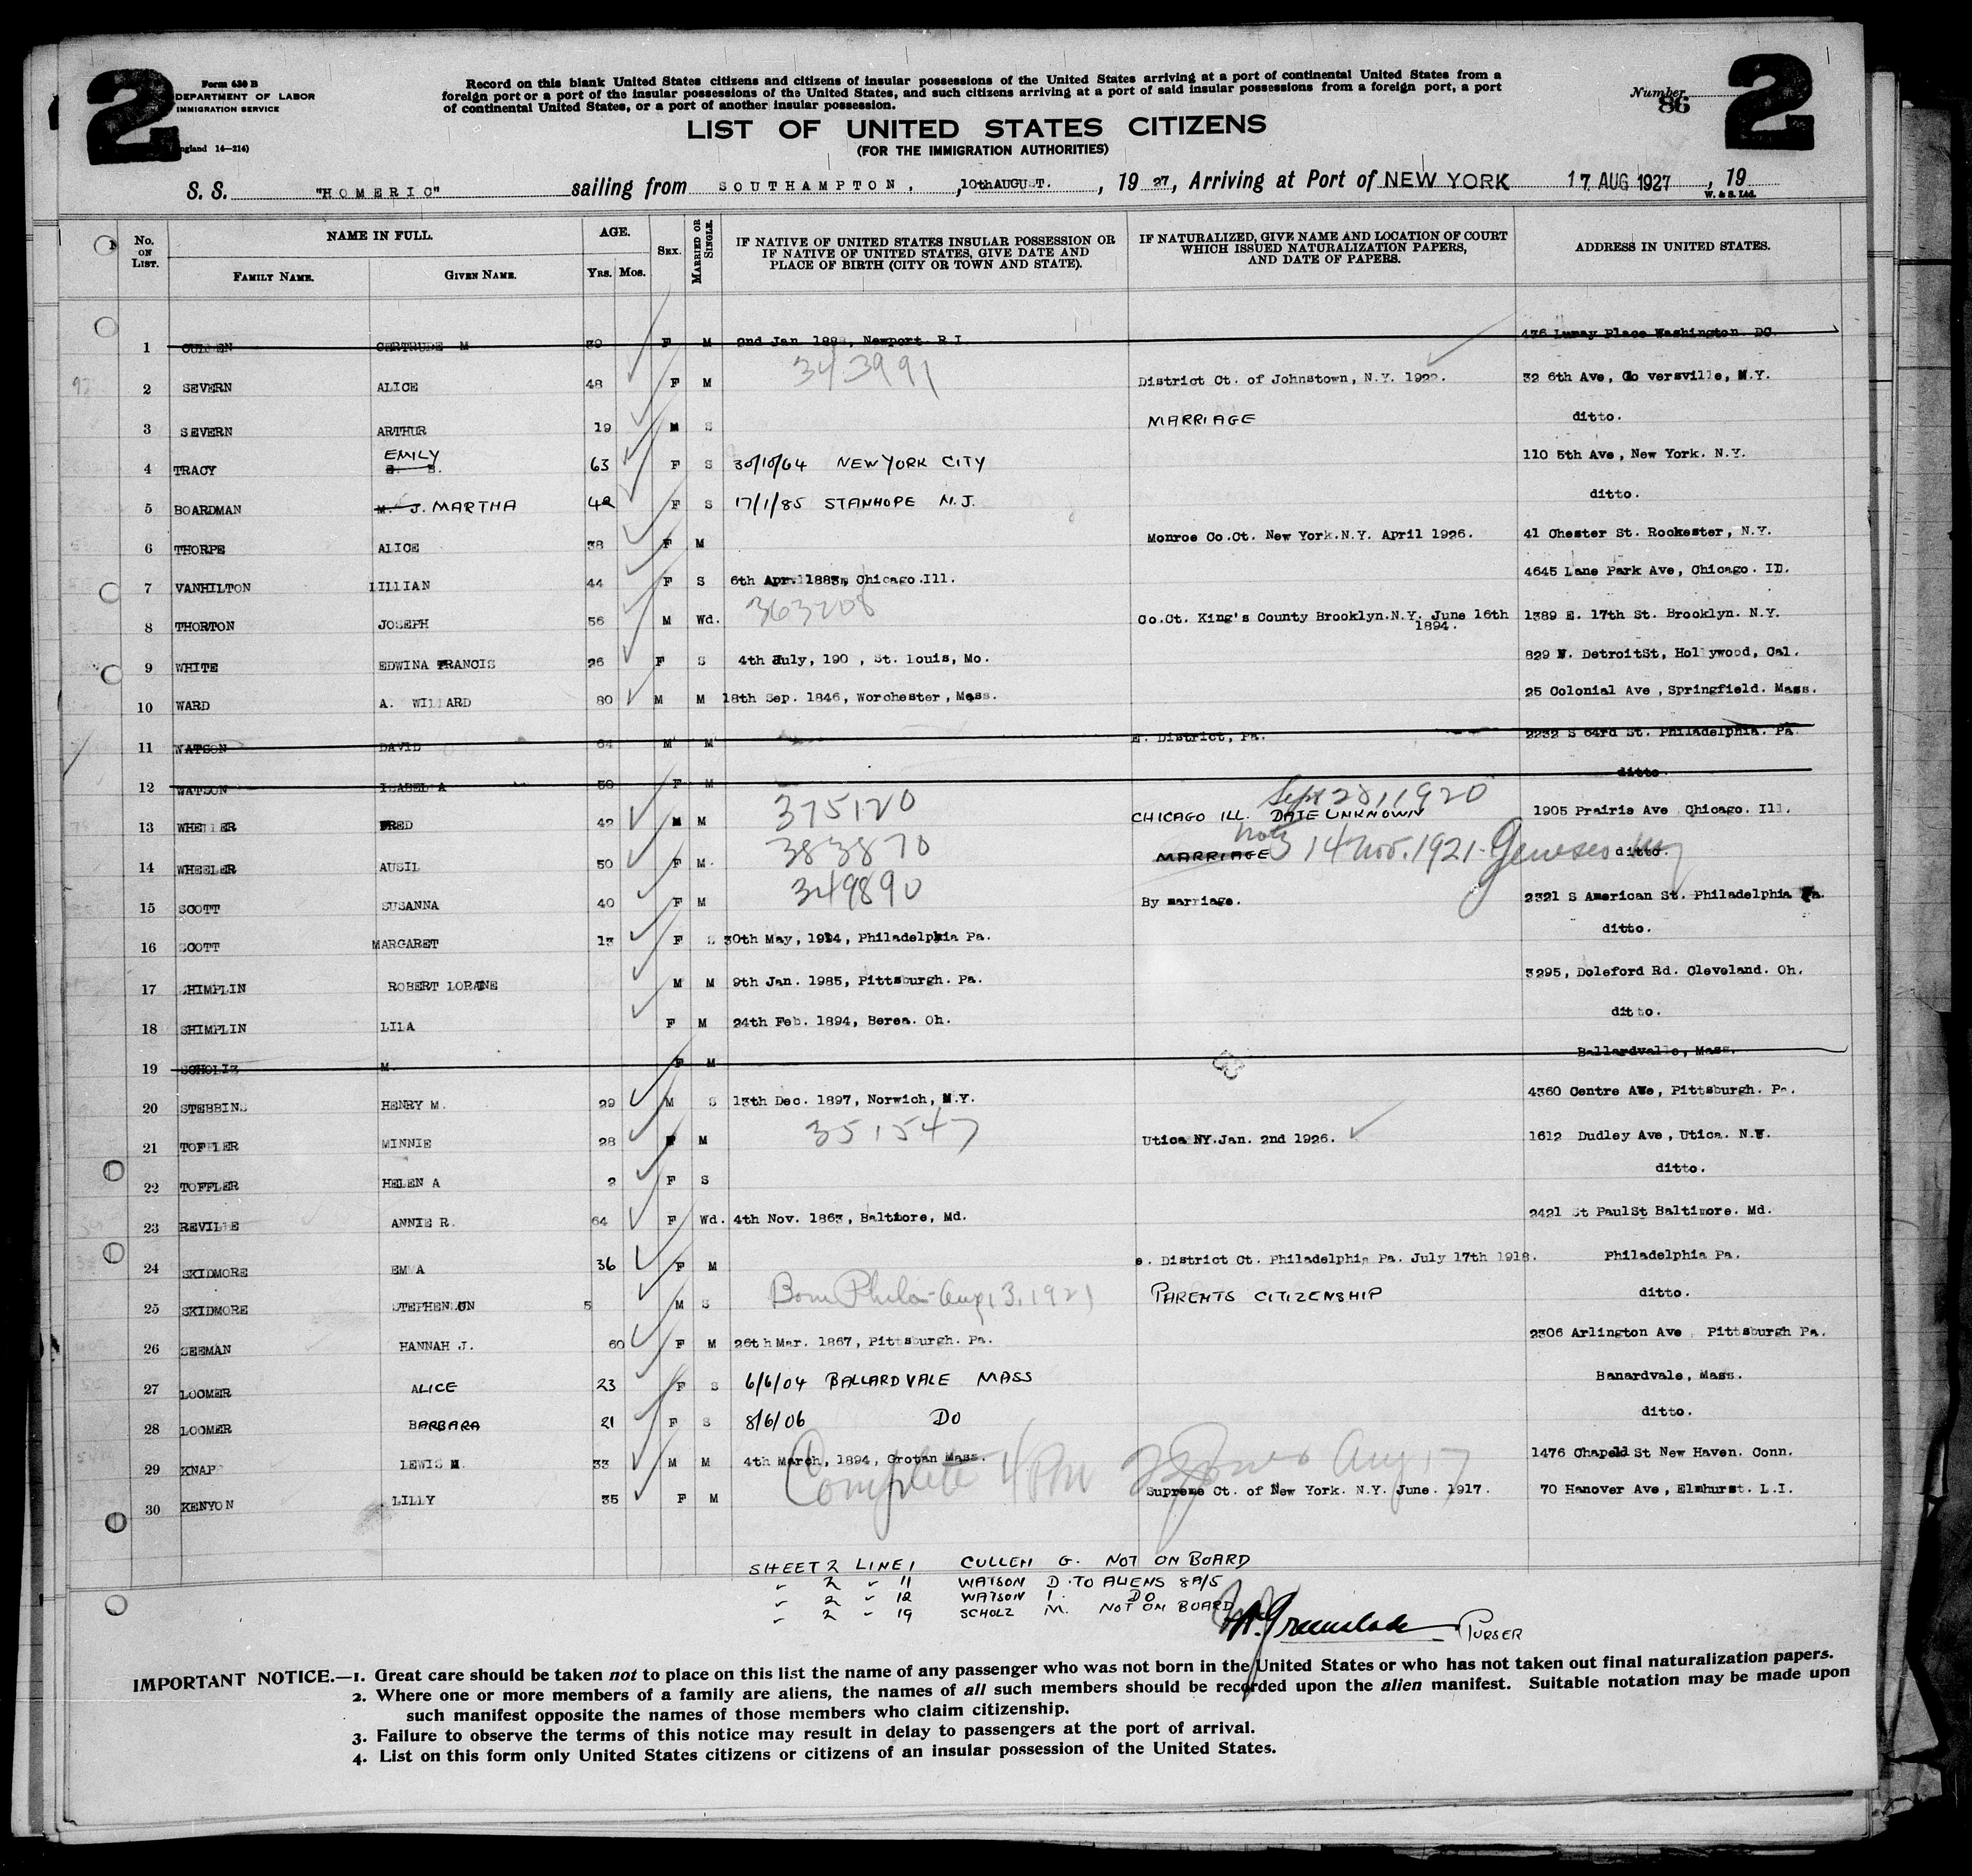 2
2
Form 630 B
DEPARTMENT OF LABOR
IMMIGRATION SERVICE
ngland 14—214)
Record on this blank United States citizens and citizens of insular possessions of the United States arriving at a port of continental United States from a
foreign port or a port of the insular possessions of the United States, and such citizens arriving at a port of said insular possessions from a foreign port, a port
of continental United States, or a port of another insular possession.
Number 86
LIST OF UNITED STATES CITIZENS
(FOR THE IMMIGRATION AUTHORITIES)
S. S. "HOMERIC" sailing from SOUTHAMPTON, , 10th AUGUST. , 19 27, Arriving at Port of NEW YORK 17 AUG 1927 , 19
W. & S. Ltd.
No. ON LIST. NAME IN FULL. FAMILY NAME. GIVEN NAME. AGE. YRS. MOS. SEX. MARRIED OR SINGLE. IF NATIVE OF UNITED STATES INSULAR POSSESSION OR IF NATIVE OF UNITED STATES, GIVE DATE AND PLACE OF BIRTH (CITY OR TOWN AND STATE). IF NATURALIZED, GIVE NAME AND LOCATION OF COURT WHICH ISSUED NATURALIZATION PAPERS, AND DATE OF PAPERS. ADDRESS IN UNITED STATES.
1 GERTRUDE M 39 F M 2nd Jan 1888, Newport R I 436 Place Washington DC.
343991
2 SEVERN ALICE 48 F M District Ct. of Johnstown, N.Y. 1922. 32 6th Ave, Glo versville, N.Y.
3 SEVERN ARTHUR 19 M S MARRIAGE ditto.
4 TRACY EMILY 63 F S 30/10/64 NEW YORK CITY 110 5th Ave, New York. N.Y.
5 BOARDMAN M. J. MARTHA 42 F S 17/1/85 STANHOPE N.J. ditto.
6 THORPE ALICE 38 F M Monroe Co.Ct. New York.N.Y. April 1926. 41 Chester St. Rochester, N.Y.
7 VANHILTON LILLIAN 44 F S 6th Apr. 1883, Chicago.Ill. 4645 Lane Park Ave, Chicago. Ill.
363208
8 THORTON JOSEPH 56 M Wd. Co.Ct. King's County Brooklyn.N.Y. June 16th 1894. 1389 E. 17th St. Brooklyn. N.Y.
9 WHITE EDWINA FRANCIS 26 F S 4th July, 190 , St. Louis, Mo. 829 N. DetroitSt, Hollywood, Cal.
10 WARD A. WILLARD 80 M M 18th Sep. 1846, Worchester, Mass. 25 Colonial Ave, Springfield. Mass.
11 WATSON DAVID 64 M M E. District, Pa. 2232 S 64rd St. Philadelphia. Pa.
12 WATSON ISABELLA 50 F M ditto.
375120 Sept 28, 1920
13 WHEELER FRED 42 M M CHICAGO ILL. DATE UNKNOWN 1905 Prairie Ave Chicago. Ill.
383870
14 WHEELER AUSIL 50 F M. MARRIAGE 14 Nov. 1921 Geneseo ditto.
349890
15 SCOTT SUSANNA 40 F M By marriage. 2321 S American St. Philadelphia Pa.
16 SCOTT MARGARET 13 F S 30th May, 1914, Philadelphia Pa. ditto.
17 SHIMPLIN ROBERT LORAINE M M 9th Jan. 1985, Pittsburgh. Pa. 3295, Doleford Rd. Cleveland. Oh.
18 SHIMPLIN LILA F M 24th Feb. 1894, Berea. Oh. ditto.
19 SCHOLIZ M. F M Ballardvalle, Mass.
20 STEBBINS HENRY M. 29 M S 13th Dec. 1897, Norwich, N.Y. 4360 Centre Ave, Pittsburgh. Pa.
351547
21 TOFFLER MINNIE 28 F M Utica NY.Jan. 2nd 1926. 1612 Dudley Ave, Utica. N.Y.
22 TOFFLER HELEN A 2 F S ditto.
23 REVILLE ANNIE R. 64 F Wd. 4th Nov. 1863, Baltimore, Md. 2421 St PaulSt Baltimore. Md.
24 SKIDMORE EMMA 36 F M e. District Ct. Philadelphia Pa. July 17th 1918. Philadelphia Pa.
25 SKIDMORE STEPHENSON 5 M S Born Phila - Aug 13, 1921 PARENTS CITIZENSHIP ditto.
26 SEEMAN HANNAH J. 60 F M 26th Mar. 1867, Pittsburgh. Pa. 2306 Arlington Ave Pittsburgh Pa.
27 LOOMER ALICE 23 F S 6/6/04 BALLARDVALE MASS Banardvale, Mass.
28 LOOMER BARBARA 21 F S 8/6/06 DO ditto.
29 KNAPP LEWIS M. 33 M M 4th March, 1894, Grotan Mass. 1476 Chapell St New Haven. Conn.
Complete 4 PM Aug 17
30 KENYON LILLY 35 F M Supreme Ct. of New York. N.Y. June. 1917. 70 Hanover Ave, Elmhurst. L.I.
SHEET 2 LINE 1 CULLEN G. NOT ON BOARD
" 2 " 11 WATSON D. TO ALIENS 8A/5
" 2 " 12 WATSON I. DO
" 2 " 19 SCHOLZ M. NOT ON BOARD
Greenslade PURSER
IMPORTANT NOTICE.—1. Great care should be taken not to place on this list the name of any passenger who was not born in the United States or who has not taken out final naturalization papers.
2. Where one or more members of a family are aliens, the names of all such members should be recorded upon the alien manifest. Suitable notation may be made upon
such manifest opposite the names of those members who claim citizenship.
3. Failure to observe the terms of this notice may result in delay to passengers at the port of arrival.
4. List on this form only United States citizens or citizens of an insular possession of the United States.